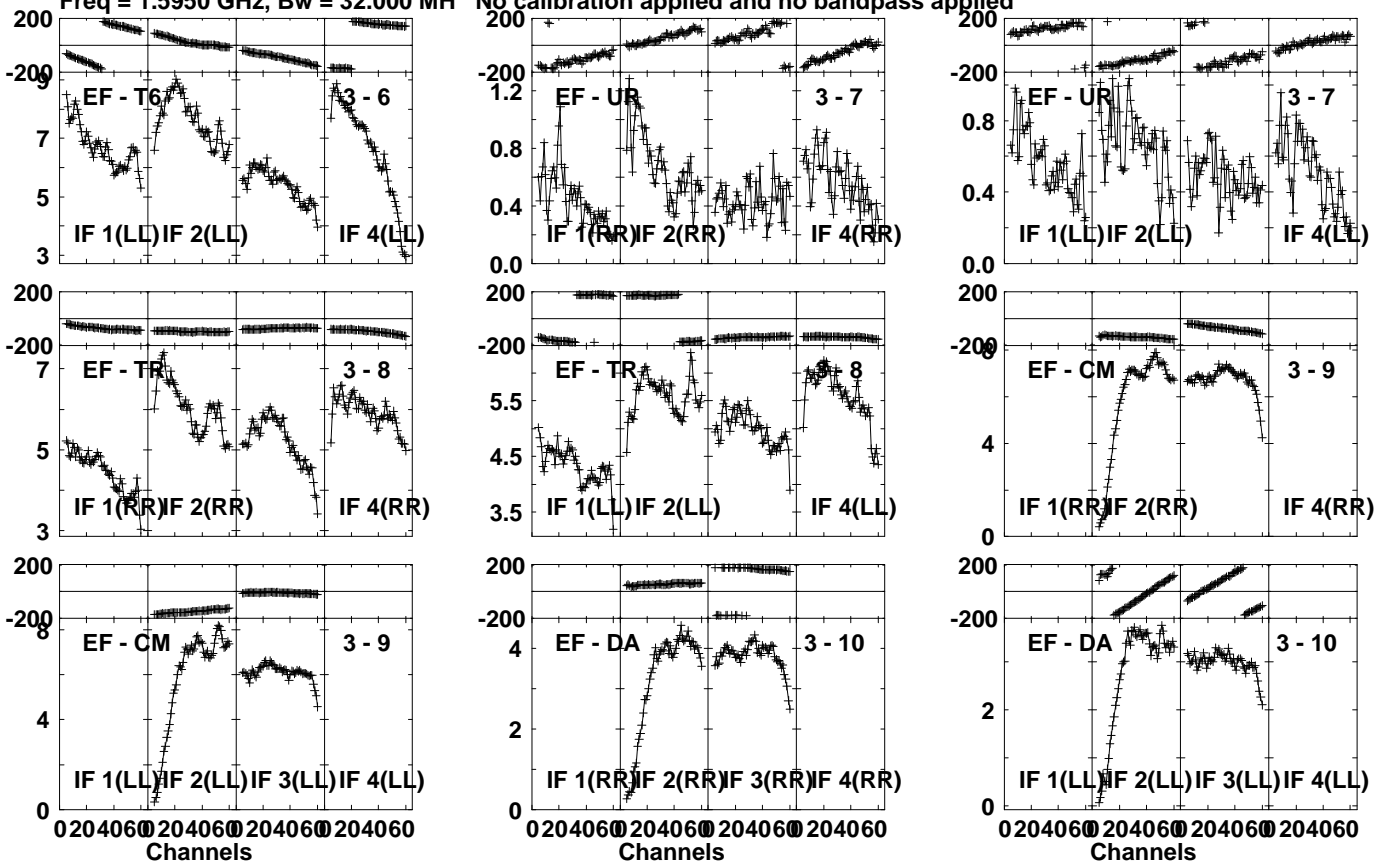 Freq = 1.5950 GHz, Bw = 32.000 MH No calibration applied and no bandpass applied
200
-200
9
7
5
3
EF - T6
3 - 6
IF 1(LL)
IF 2(LL)
IF 4(LL)
1.2
0.8
0.4
0.0
EF - UR
3 - 7
IF 1(RR)
IF 2(RR)
IF 4(RR)
200
-200
0.8
0.4
0.0
EF - UR
3 - 7
IF 1(LL)
IF 2(LL)
IF 4(LL)
200
-200
7
5
3
EF - TR
3 - 8
IF 1(RR)
IF 2(RR)
IF 4(RR)
200
-200
5.5
4.5
3.5
EF - TR
3 - 8
IF 1(LL)
IF 2(LL)
IF 4(LL)
200
-200
8
4
0
EF - CM
3 - 9
IF 1(RR)
IF 2(RR)
IF 4(RR)
200
-200
8
4
0
EF - CM
3 - 9
IF 1(LL)
IF 2(LL)
IF 3(LL)
IF 4(LL)
0204060
0204060
0204060
0204060
Channels
200
-200
4
2
0
EF - DA
3 - 10
IF 1(RR)
IF 2(RR)
IF 3(RR)
IF 4(RR)
0204060
0204060
0204060
0204060
Channels
200
-200
2
0
EF - DA
3 - 10
IF 1(LL)
IF 2(LL)
IF 3(LL)
IF 4(LL)
0204060
0204060
0204060
0204060
Channels